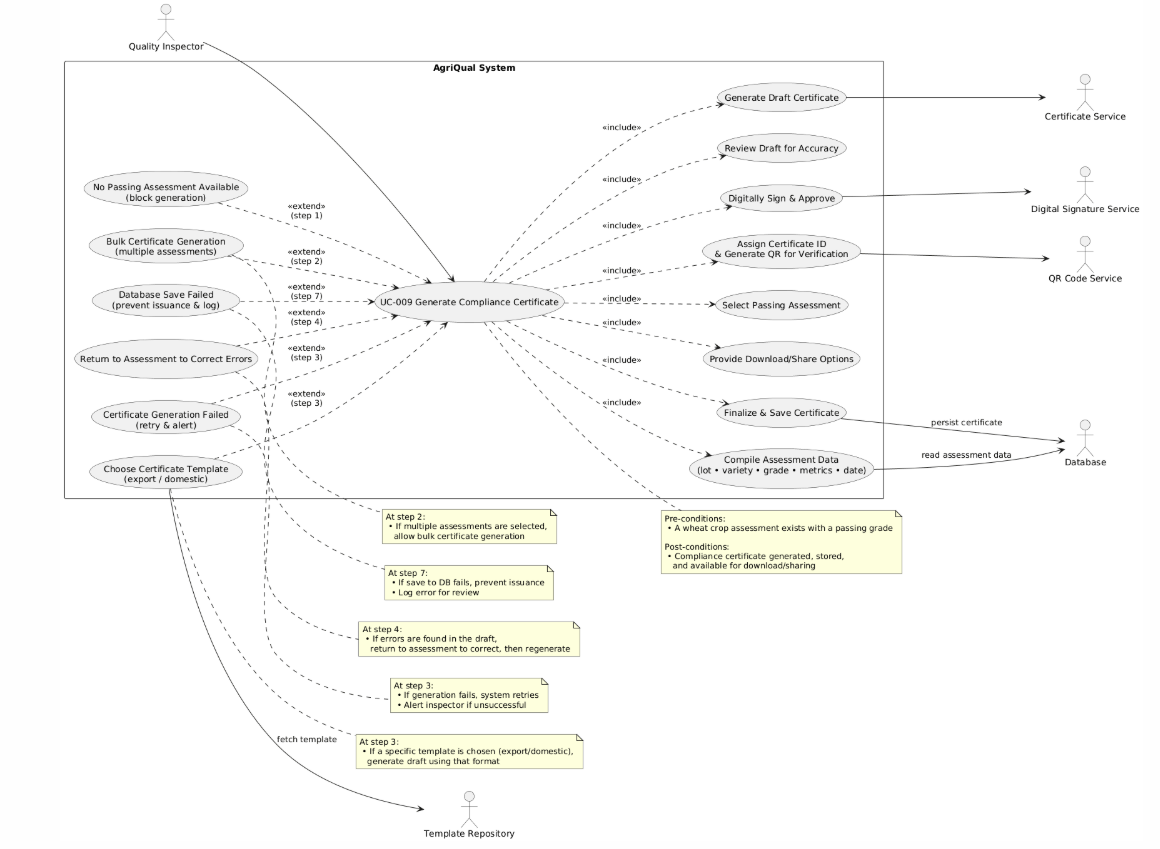 Quality Inspector
AgriQual System
Generate Draft Certificate
Certificate Service
«include»
Review Draft for Accuracy
«include»
No Passing Assessment Available
(block generation)
«extend»
(step 1)
Digitally Sign & Approve
Digital Signature Service
«include»
Bulk Certificate Generation
(multiple assessments)
«extend»
(step 2)
Assign Certificate ID
& Generate QR for Verification
QR Code Service
«include»
Database Save Failed
(prevent issuance & log)
«extend»
(step 7)
UC-009 Generate Compliance Certificate
«include»
Select Passing Assessment
«extend»
(step 4)
«include»
Return to Assessment to Correct Errors
«extend»
(step 3)
Provide Download/Share Options
«include»
Certificate Generation Failed
(retry & alert)
«extend»
(step 3)
«include»
Finalize & Save Certificate
persist certificate
Database
Choose Certificate Template
(export / domestic)
Compile Assessment Data
(lot • variety • grade • metrics • date)
read assessment data
At step 2:
• If multiple assessments are selected,
allow bulk certificate generation
Pre-conditions:
• A wheat crop assessment exists with a passing grade
Post-conditions:
• Compliance certificate generated, stored,
and available for download/sharing
At step 7:
• If save to DB fails, prevent issuance
• Log error for review
At step 4:
• If errors are found in the draft,
return to assessment to correct, then regenerate
At step 3:
• If generation fails, system retries
• Alert inspector if unsuccessful
fetch template
At step 3:
• If a specific template is chosen (export/domestic),
generate draft using that format
Template Repository